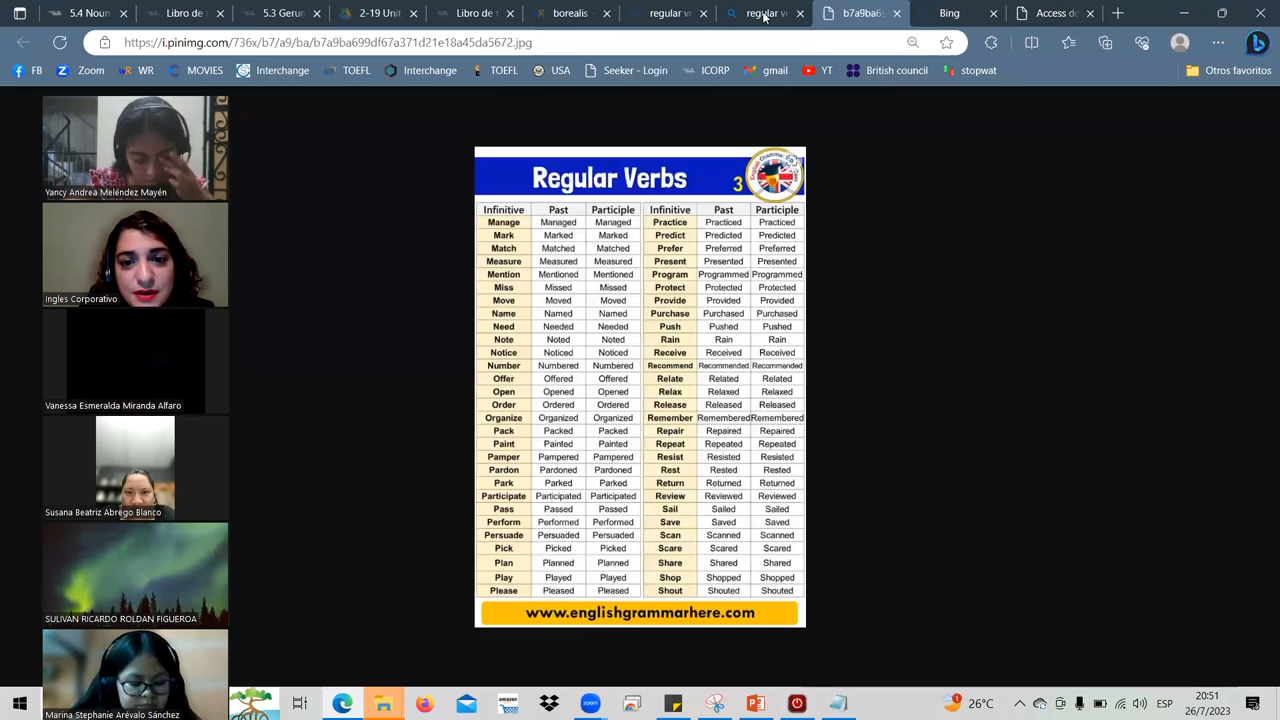 5.4 Pron
5.3 Gerun
2-19 Unit
Libro de
regular ve
b7a9ba69
Bing
Access de
https://i.pinimg.com/736x/b7/a9/ba/b7a9ba699df67a371d21e18a45da5672.jpg
FB Zoom WR MOVIES Interchange TOEFL Interchange TOEFL USA Seeker - Login ICORP gmail YT British council stopwat Otros favoritos
Yancy Andrea Meléndez Mayén
Ingles Corporativo
Vanessa Esmeralda Miranda Alfaro
Susana Beatriz Abrego Blanco
SULIVAN RICARDO ROLDAN FIGUEROA
Marina Stephanie Arévalo Sánchez
Regular Verbs 3
Infinitive Past Participle Infinitive Past Participle
Manage Managed Managed Practice Practiced Practiced
Mark Marked Marked Predict Predicted Predicted
Match Matched Matched Prefer Preferred Preferred
Measure Measured Measured Present Presented Presented
Mention Mentioned Mentioned Program Programmed Programmed
Miss Missed Missed Protect Protected Protected
Move Moved Moved Provide Provided Provided
Name Named Named Purchase Purchased Purchased
Need Needed Needed Push Pushed Pushed
Note Noted Noted Rain Rain Rain
Notice Noticed Noticed Receive Received Received
Number Numbered Numbered Recommend Recommended Recommended
Offer Offered Offered Relate Related Related
Open Opened Opened Relax Relaxed Relaxed
Order Ordered Ordered Release Released Released
Organize Organized Organized Remember Remembered Remembered
Pack Packed Packed Repair Repaired Repaired
Paint Painted Painted Repeat Repeated Repeated
Pamper Pampered Pampered Resist Resisted Resisted
Pardon Pardoned Pardoned Rest Rested Rested
Park Parked Parked Return Returned Returned
Participate Participated Participated Review Reviewed Reviewed
Pass Passed Passed Sail Sailed Sailed
Perform Performed Performed Save Saved Saved
Persuade Persuaded Persuaded Scan Scanned Scanned
Pick Picked Picked Scare Scared Scared
Plan Planned Planned Share Shared Shared
Play Played Played Shop Shopped Shopped
Please Pleased Pleased Shout Shouted Shouted
www.englishgrammarhere.com
26°C
ESP
20:51
26/7/2023